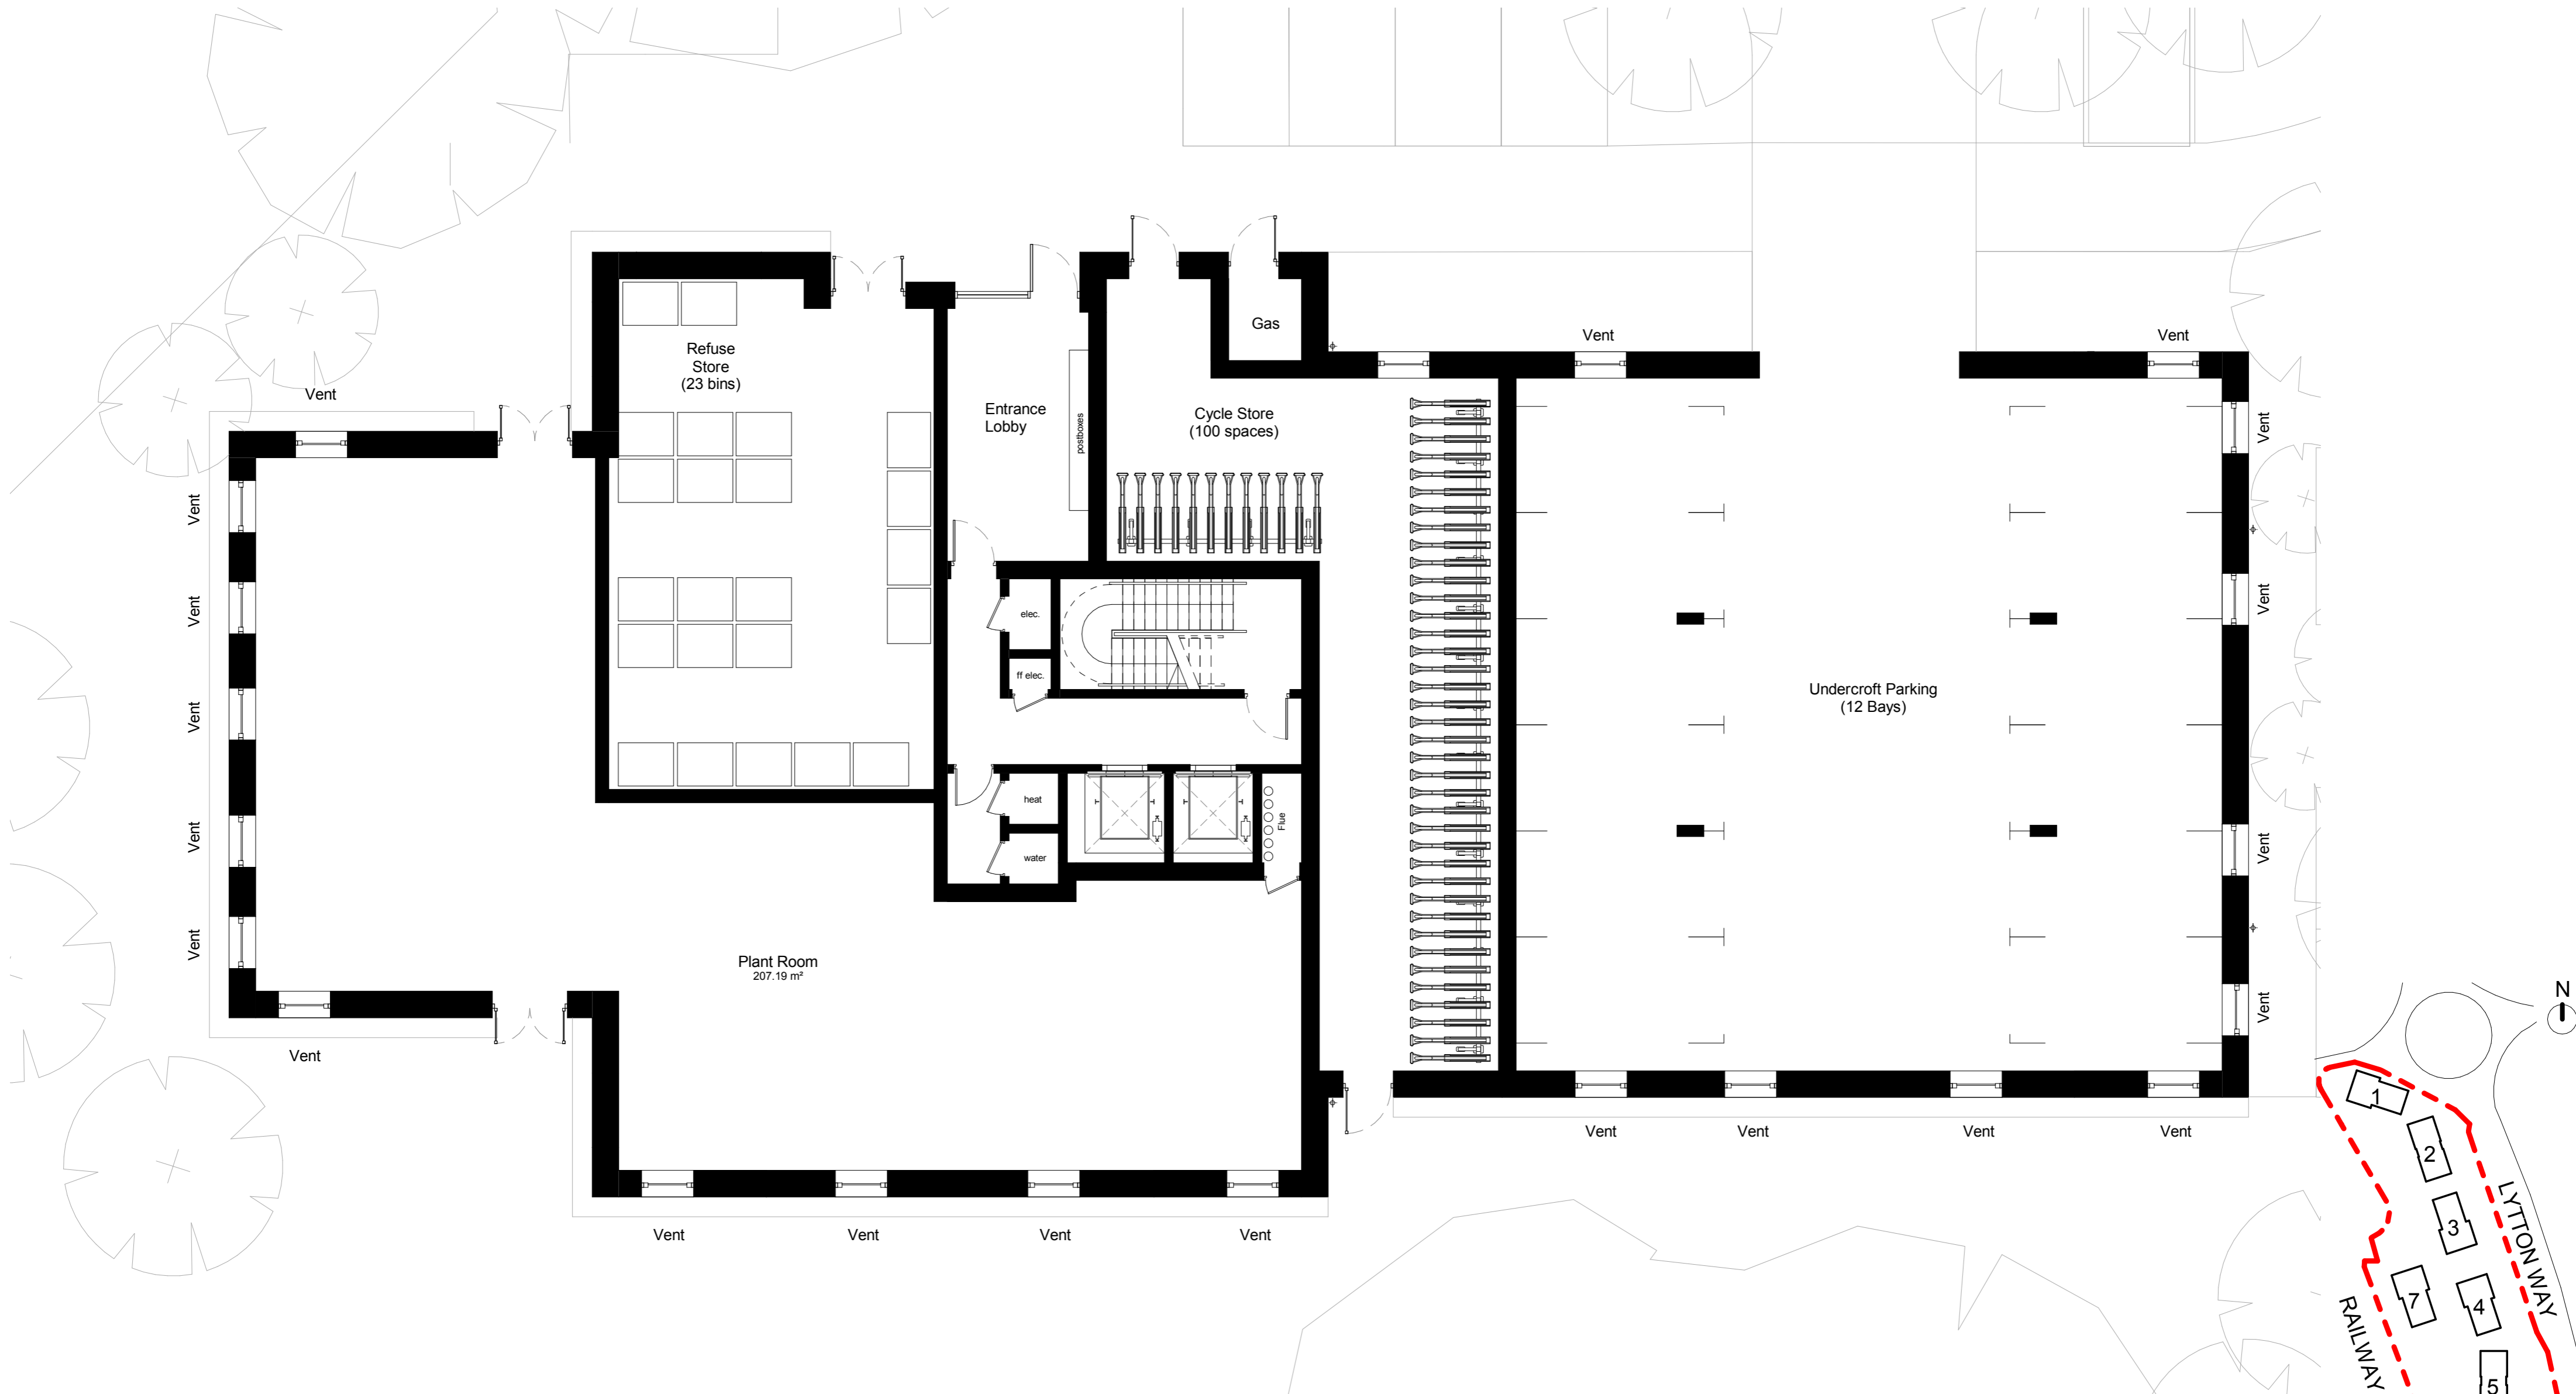 Gas
Vent
Vent
Refuse
Store
(23 bins)
Vent
Entrance
Lobby
postboxes
Cycle Store
(100 spaces)
Vent
Vent
Vent
Vent
elec.
ff elec.
Undercroft Parking
(12 Bays)
Vent
heat
Flue
water
Vent
Vent
Vent
Plant Room
207.19 m²
Vent
Vent
Vent
Vent
Vent
Vent
Vent
Vent
Vent
Vent
Vent
N
1
2
3
LYTTON WAY
7
4
RAILWAY
5